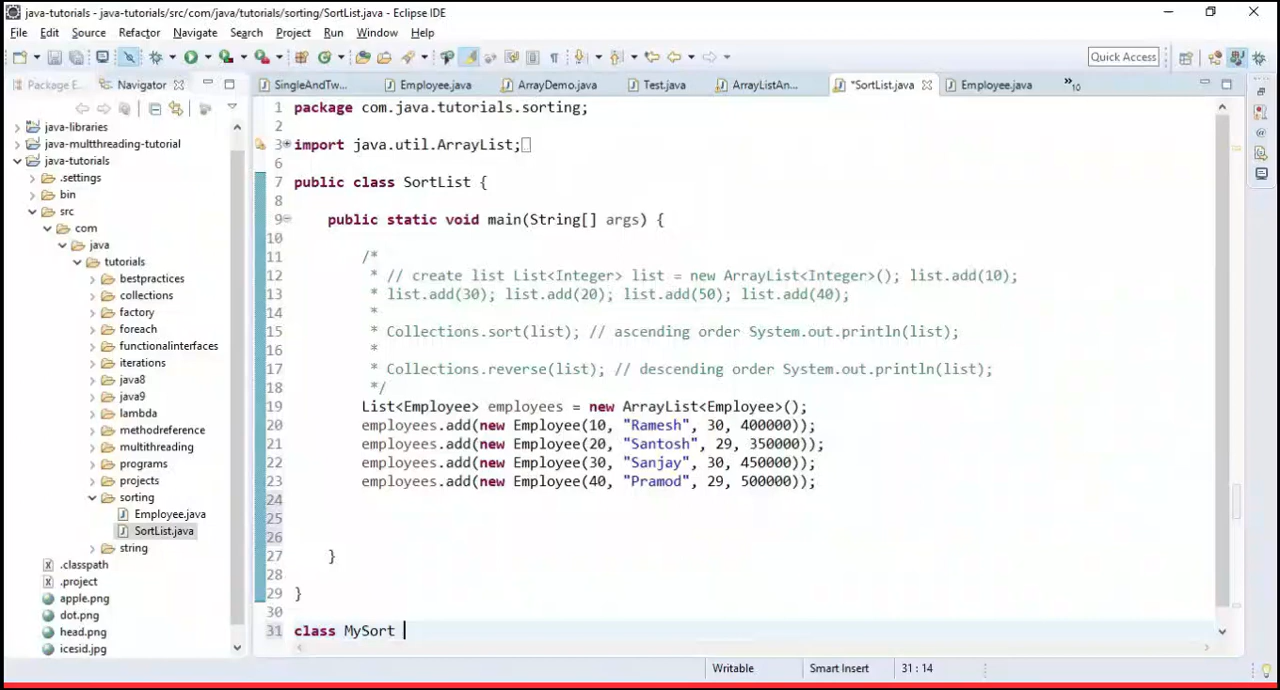 java-tutorials - java-tutorials/src/com/java/tutorials/sorting/SortList.java - Eclipse IDE
File Edit Source Refactor Navigate Search Project Run Window Help
Quick Access
Package E... Navigator
SingleAndTw... Employee.java ArrayDemo.java Test.java ArrayListAn... *SortList.java Employee.java »10
java-libraries
java-multthreading-tutorial
java-tutorials
.settings
bin
src
com
java
tutorials
bestpractices
collections
factory
foreach
functionalinterfaces
iterations
java8
java9
lambda
methodreference
multithreading
programs
projects
sorting
Employee.java
SortList.java
string
.classpath
.project
apple.png
dot.png
head.png
icesid.jpg
1 package com.java.tutorials.sorting;
2
3 import java.util.ArrayList;
6
7 public class SortList {
8
9 public static void main(String[] args) {
10
11 /*
12 * // create list List<Integer> list = new ArrayList<Integer>(); list.add(10);
13 * list.add(30); list.add(20); list.add(50); list.add(40);
14 *
15 * Collections.sort(list); // ascending order System.out.println(list);
16 *
17 * Collections.reverse(list); // descending order System.out.println(list);
18 */
19 List<Employee> employees = new ArrayList<Employee>();
20 employees.add(new Employee(10, "Ramesh", 30, 400000));
21 employees.add(new Employee(20, "Santosh", 29, 350000));
22 employees.add(new Employee(30, "Sanjay", 30, 450000));
23 employees.add(new Employee(40, "Pramod", 29, 500000));
24
25
26
27 }
28
29 }
30
31 class MySort
Writable Smart Insert 31 : 14